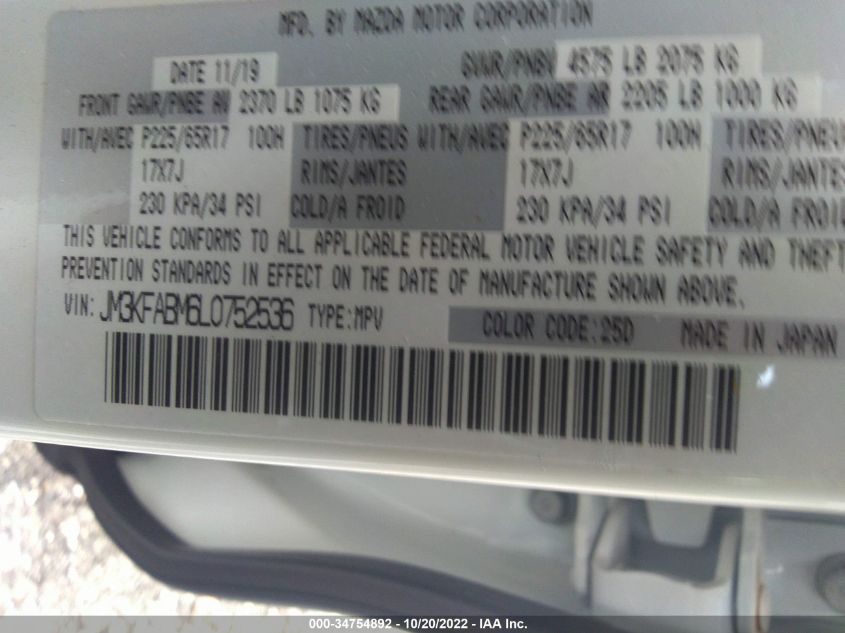 MFD. BY MAZDA MOTOR CORPORATION
DATE 11/19 GVWR/PNBV 4575 LB 2075 KG
FRONT GAWR/PNBE AV 2370 LB 1075 KG REAR GAWR/PNBE AR 2205 LB 1000 KG
WITH/AVEC P225/65R17 100H TIRES/PNEUS WITH/AVEC P225/65R17 100H TIRES/PNEU
17X7J RIMS/JANTES 17X7J RIMS/JANTES
230 KPA/34 PSI COLD/A FROID 230 KPA/34 PSI COLD/A FROID
THIS VEHICLE CONFORMS TO ALL APPLICABLE FEDERAL MOTOR VEHICLE SAFETY AND THEFT
PREVENTION STANDARDS IN EFFECT ON THE DATE OF MANUFACTURE SHOWN ABOVE.
VIN: JM3KFABM6L0752536 TYPE:MPV COLOR CODE:25D MADE IN JAPAN
000-34754892 - 10/20/2022 - IAA Inc.